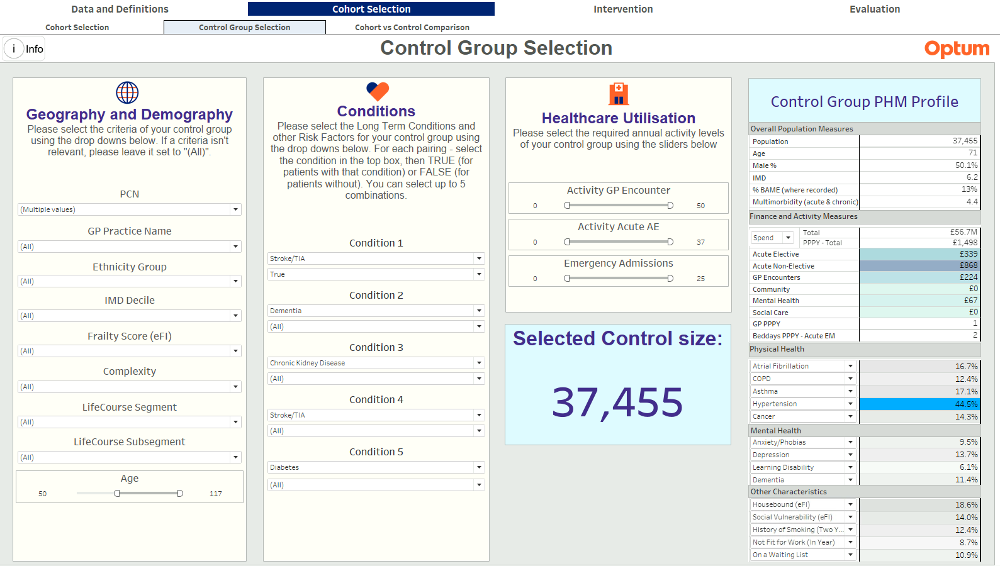 Data and Definitions
Cohort Selection
Intervention
Evaluation
Cohort Selection
Control Group Selection
Cohort vs Control Comparison
i Info
Control Group Selection
Optum
Geography and Demography
Please select the criteria of your control group
using the drop downs below. If a criteria isn't
relevant, please leave it set to "(All)".
PCN
(Multiple values)
GP Practice Name
(All)
Ethnicity Group
(All)
IMD Decile
(All)
Frailty Score (eFI)
(All)
Complexity
(All)
LifeCourse Segment
(All)
LifeCourse Subsegment
(All)
Age
50 117
Conditions
Please select the Long Term Conditions and
other Risk Factors for your control group using
the drop downs below. For each pairing - select
the condition in the top box, then TRUE (for
patients with that condition) or FALSE (for
patients without). You can select up to 5
combinations.
Condition 1
Stroke/TIA
True
Condition 2
Dementia
(All)
Condition 3
Chronic Kidney Disease
(All)
Condition 4
Stroke/TIA
(All)
Condition 5
Diabetes
(All)
Healthcare Utilisation
Please select the required annual activity levels
of your control group using the sliders below
Activity GP Encounter
0 50
Activity Acute AE
0 37
Emergency Admissions
0 25
Selected Control size:
37,455
Control Group PHM Profile
Overall Population Measures
Population 37,455
Age 71
Male % 50.1%
IMD 6.2
% BAME (where recorded) 13%
Multimorbidity (acute & chronic) 4.4
Finance and Activity Measures
Spend
Total £56.7M
PPPY - Total £1,498
Acute Elective £339
Acute Non-Elective £868
GP Encounters £224
Community £0
Mental Health £67
Social Care £0
GP PPPY 1
Beddays PPPY - Acute EM 2
Physical Health
Atrial Fibrillation 16.7%
COPD 12.4%
Asthma 17.1%
Hypertension 44.5%
Cancer 14.3%
Mental Health
Anxiety/Phobias 9.5%
Depression 13.7%
Learning Disability 6.1%
Dementia 11.4%
Other Characteristics
Housebound (eFI) 18.6%
Social Vulnerability (eFI) 14.0%
History of Smoking (Two Y... 12.4%
Not Fit for Work (In Year) 8.7%
On a Waiting List 10.9%